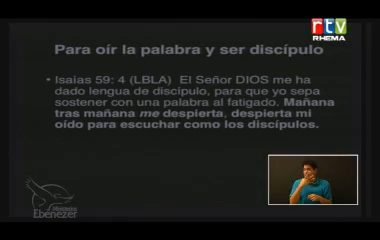 rtv
RHEMA
Para oír la palabra y ser discípulo
• Isaias 59: 4 (LBLA) El Señor DIOS me ha
dado lengua de discípulo, para que yo sepa
sostener con una palabra al fatigado. Mañana
tras mañana me despierta, despierta mi
oído para escuchar como los discípulos.
Ministerios
Ebenezer